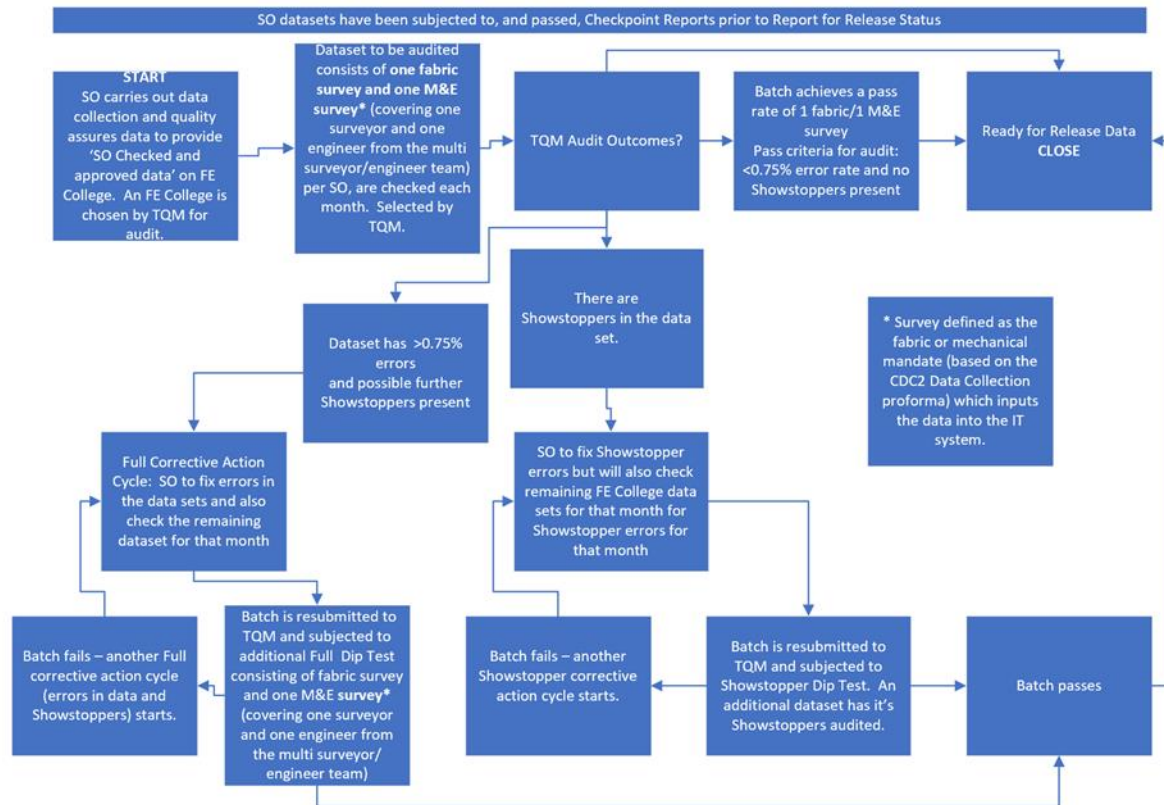 SO datasets have been subjected to, and passed, Checkpoint Reports prior to Report for Release Status
START
SO carries out data
collection and quality
assures data to provide
‘SO Checked and
approved data’ on FE
College. An FE College is
chosen by TQM for
audit.
Dataset to be audited
consists of one fabric
survey and one M&E
survey* (covering one
surveyor and one
engineer from the multi
surveyor/engineer team)
per SO, are checked each
month. Selected by
TQM.
TQM Audit Outcomes?
Batch achieves a pass
rate of 1 fabric/1 M&E
survey
Pass criteria for audit:
<0.75% error rate and no
Showstoppers present
Ready for Release Data
CLOSE
Dataset has >0.75%
errors
and possible further
Showstoppers present
There are
Showstoppers in the data
set.
* Survey defined as the
fabric or mechanical
mandate (based on the
CDC2 Data Collection
proforma) which inputs
the data into the IT
system.
Full Corrective Action
Cycle: SO to fix errors in
the data sets and also
check the remaining
dataset for that month
SO to fix Showstopper
errors but will also check
remaining FE College data
sets for that month for
Showstopper errors for
that month
Batch fails – another Full
corrective action cycle
(errors in data and
Showstoppers) starts.
Batch is resubmitted to
TQM and subjected to
additional Full Dip Test
consisting of fabric survey
and one M&E survey*
(covering one surveyor
and one engineer from
the multi surveyor/
engineer team)
Batch fails – another
Showstopper corrective
action cycle starts.
Batch is resubmitted to
TQM and subjected to
Showstopper Dip Test. An
additional dataset has it’s
Showstoppers audited.
Batch passes